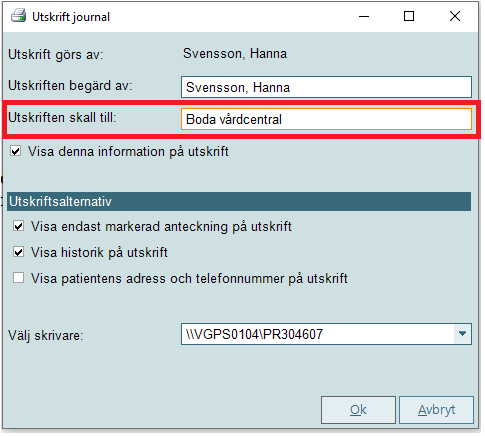 Utskrift journal
Utskrift görs av: Svensson, Hanna
Utskriften begärd av: Svensson, Hanna
Utskriften skall till: Boda vårdcentral
Visa denna information på utskrift
Utskriftsalternativ
Visa endast markerad anteckning på utskrift
Visa historik på utskrift
Visa patientens adress och telefonnummer på utskrift
Välj skrivare: \\VGPS0104\PR304607
Ok Avbryt